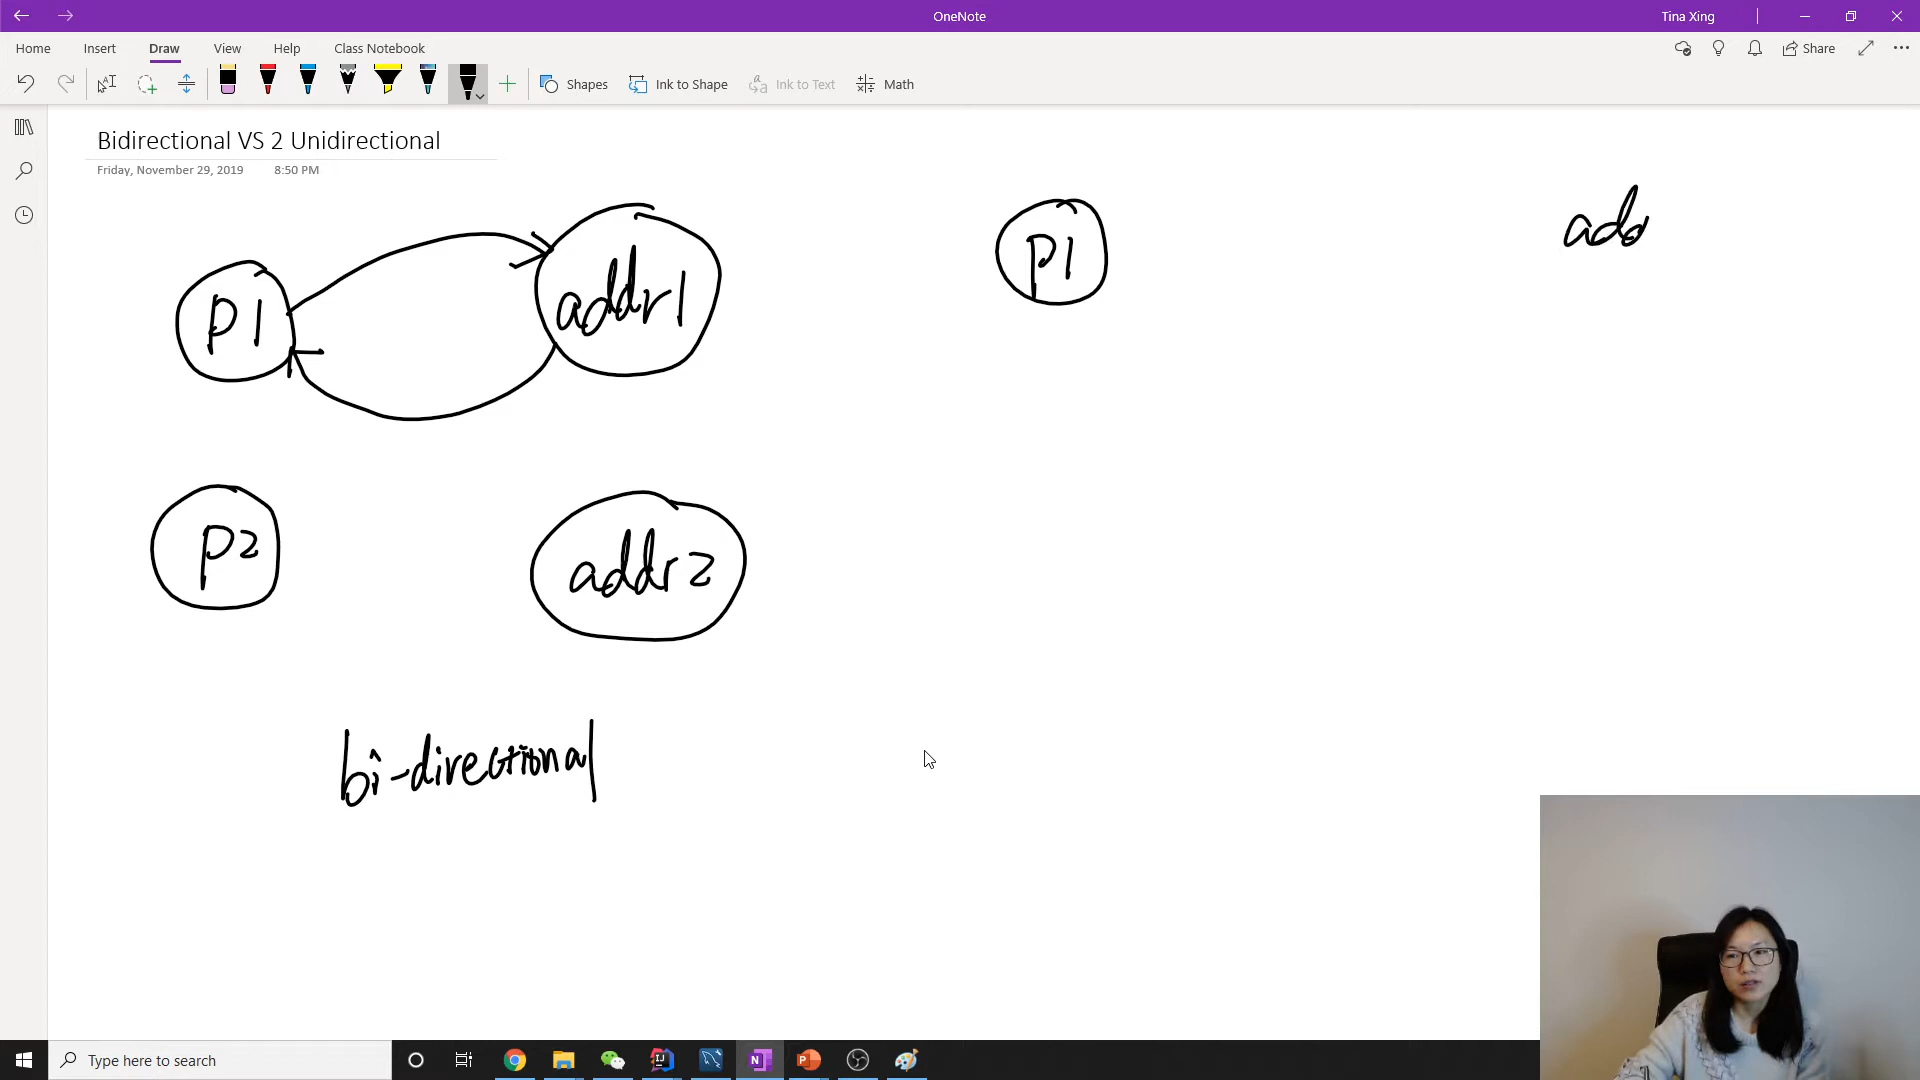 OneNote
Tina Xing
Home Insert Draw View Help Class Notebook
Share
Shapes Ink to Shape Ink to Text Math
Bidirectional VS 2 Unidirectional
Friday, November 29, 2019 8:50 PM
p1 addr1
p1 add
p2 addr2
bi-directional
Type here to search